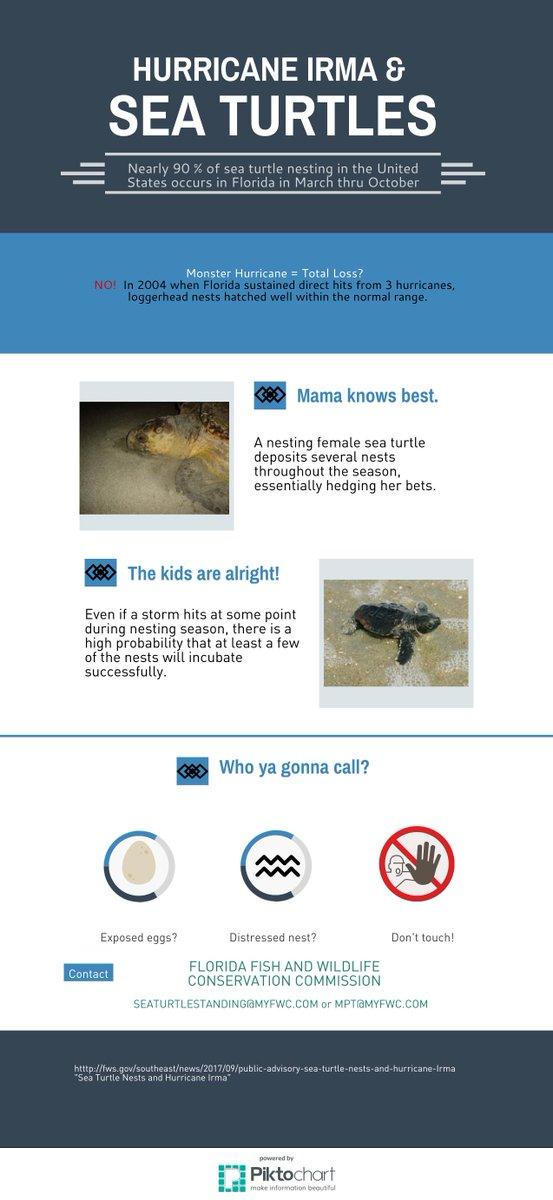 HURRICANE IRMA &
SEA TURTLES
Nearly 90 % of sea turtle nesting in the United
States occurs in Florida in March thru October
Monster Hurricane = Total Loss?
NO! In 2004 when Florida sustained direct hits from 3 hurricanes,
loggerhead nests hatched well within the normal range.
Mama knows best.
A nesting female sea turtle
deposits several nests
throughout the season,
essentially hedging her bets.
The kids are alright!
Even if a storm hits at some point
during nesting season, there is a
high probability that at least a few
of the nests will incubate
successfully.
Who ya gonna call?
Exposed eggs?
Distressed nest?
Don't touch!
Contact
FLORIDA FISH AND WILDLIFE
CONSERVATION COMMISSION
SEATURTLESTANDING@MYFWC.COM or MPT@MYFWC.COM
htttp://fws.gov/southeast/news/2017/09/public-advisory-sea-turtle-nests-and-hurricane-Irma
"Sea Turtle Nests and Hurricane Irma"
powered by
Piktochart
make information beautiful